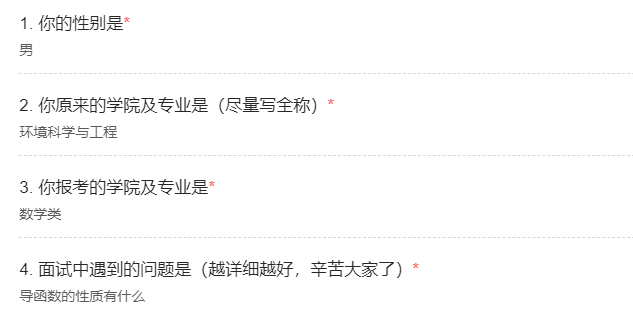 1. 你的性别是*
男
2. 你原来的学院及专业是（尽量写全称）*
环境科学与工程
3. 你报考的学院及专业是*
数学类
4. 面试中遇到的问题是（越详细越好，辛苦大家了）*
导函数的性质有什么